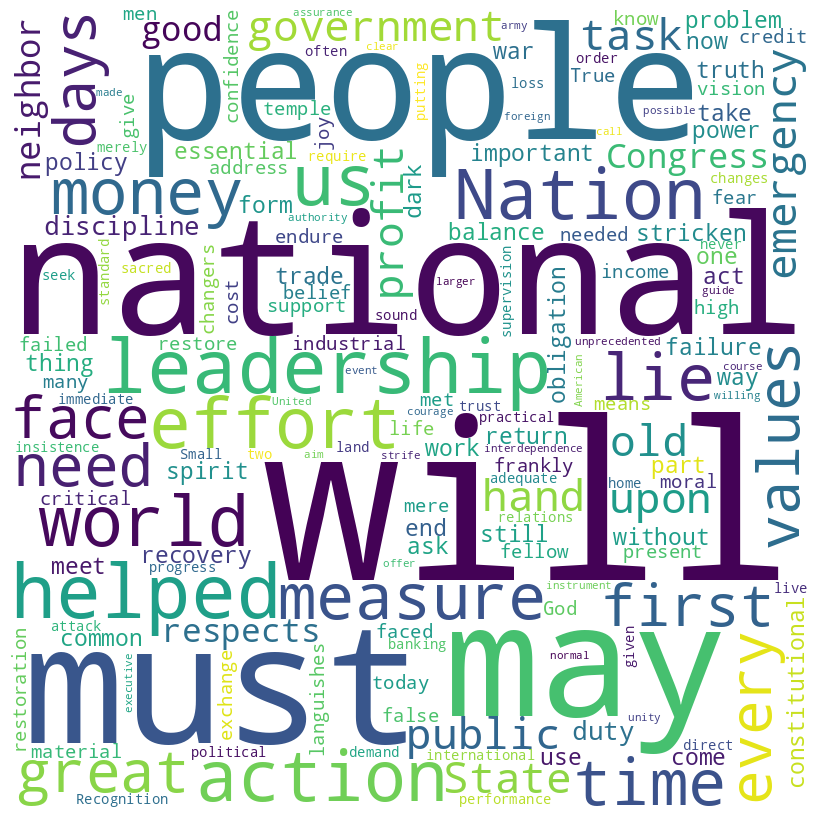 men assurance army
good government task problem
often clear know now credit
people
war True truth
neighbor days confidence putting loss vision emergency
made give temple joy foreign order possible take
merely essential require important call power
policy address us profit dark Congress
money form Nation changes fear
discipline authority endure balance needed stricken never
national
seek standard sacred changers cost trade belief larger income one act
support sound supervision obligation guide high
failed restore industrial unprecedented failure
thing leadership lie course
many immediate event United American way willing values
face effort courage met trust practical means
insistence life work return old
need Small two aim land strife interdependence part
critical spirit mere frankly adequate home moral
world will hand relations upon
end still without
meet recovery ask fellow present
progress offer
helped measure instrument first live
attack God
common respects faced banking given constitutional
must may every
restoration executive exchange languishes today normal
false public duty unity
material political demand international direct
great action State use come
Recognition performance time